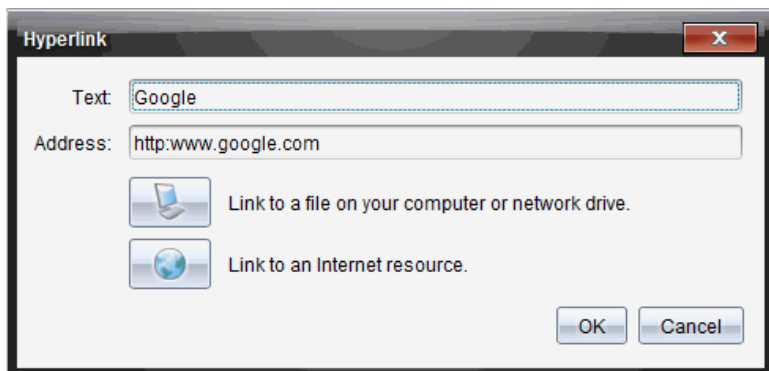 Hyperlink
Text: Google
Address: http:www.google.com
Link to a file on your computer or network drive.
Link to an Internet resource.
OK Cancel